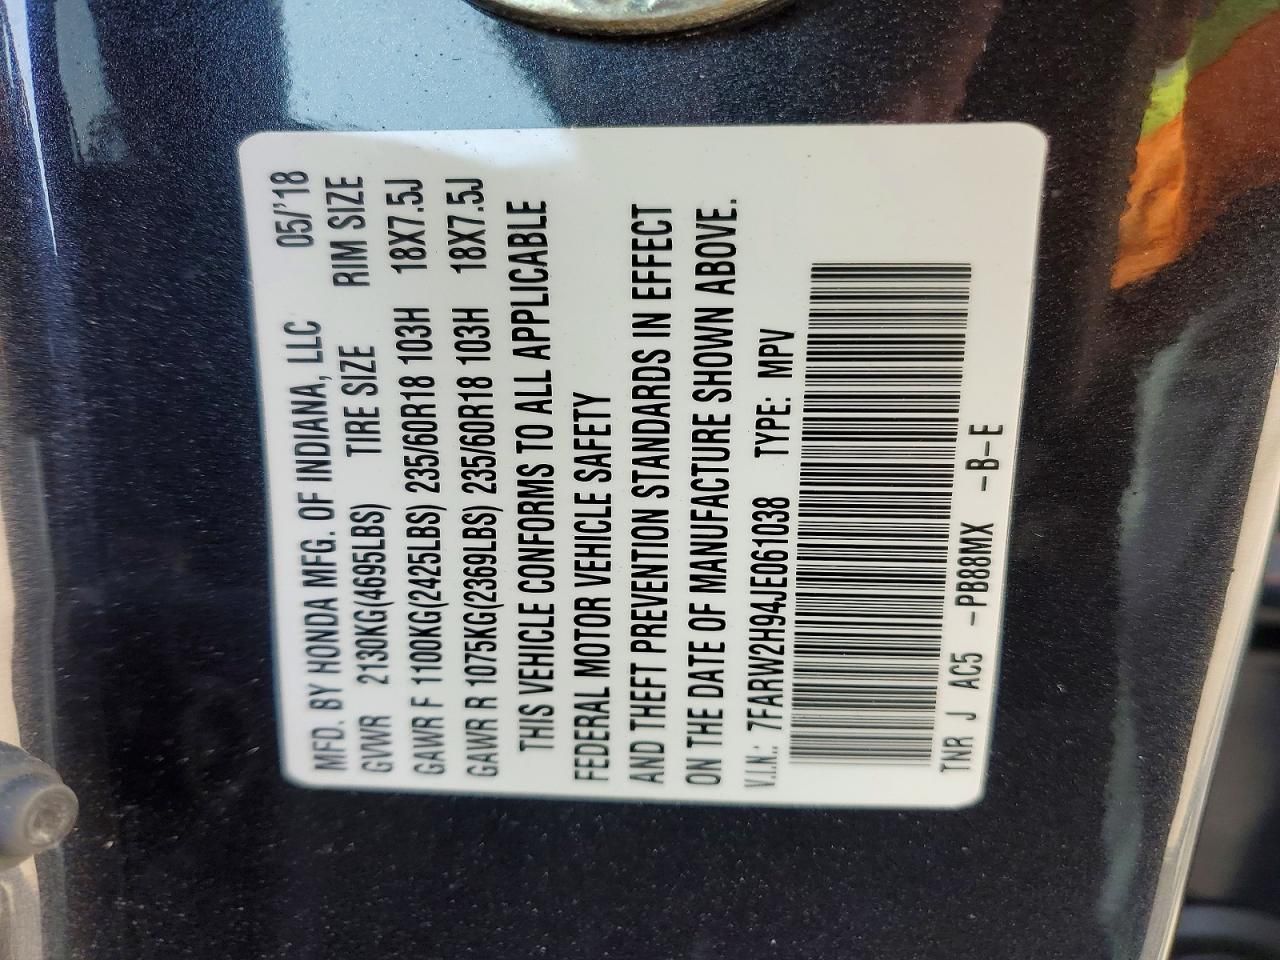 MFD. BY HONDA MFG. OF INDIANA, LLC 05/'18
GVWR 2130KG(4695LBS) TIRE SIZE RIM SIZE
GAWR F 1100KG(2425LBS) 235/60R18 103H 18X7.5J
GAWR R 1075KG(2369LBS) 235/60R18 103H 18X7.5J
THIS VEHICLE CONFORMS TO ALL APPLICABLE
FEDERAL MOTOR VEHICLE SAFETY
AND THEFT PREVENTION STANDARDS IN EFFECT
ON THE DATE OF MANUFACTURE SHOWN ABOVE.
V.I.N.: 7FARW2H94JE061038 TYPE: MPV
TNR J AC5 -PB88MX -B-E